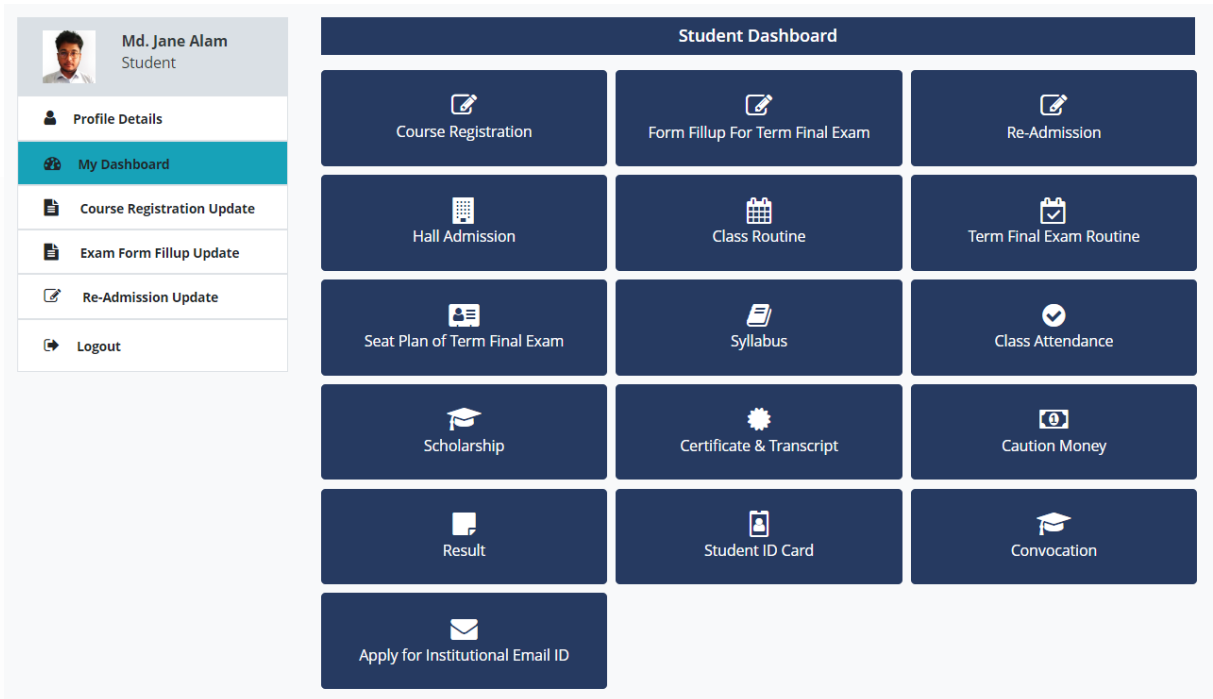 Md. Jane Alam
Student
Profile Details
My Dashboard
Course Registration Update
Exam Form Fillup Update
Re-Admission Update
Logout
Student Dashboard
Course Registration
Form Fillup For Term Final Exam
Re-Admission
Hall Admission
Class Routine
Term Final Exam Routine
Seat Plan of Term Final Exam
Syllabus
Class Attendance
Scholarship
Certificate & Transcript
Caution Money
Result
Student ID Card
Convocation
Apply for Institutional Email ID